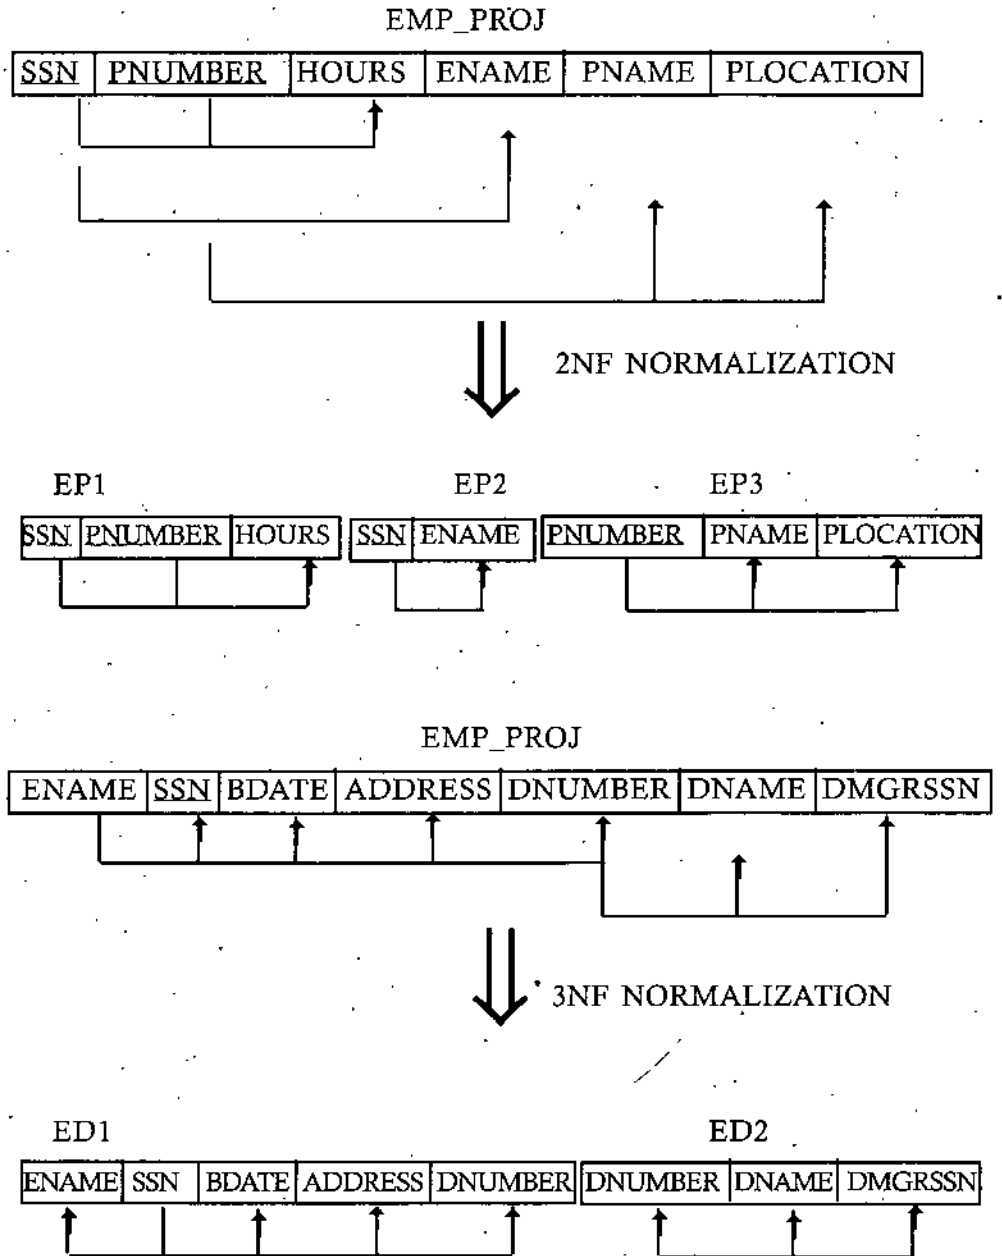 EMP_PROJ
SSN PNUMBER HOURS ENAME PNAME PLOCATION
2NF NORMALIZATION
EP1 EP2 EP3
SSN PNUMBER HOURS SSN ENAME PNUMBER PNAME PLOCATION
EMP_PROJ
ENAME SSN BDATE ADDRESS DNUMBER DNAME DMGRSSN
3NF NORMALIZATION
ED1 ED2
ENAME SSN BDATE ADDRESS DNUMBER DNUMBER DNAME DMGRSSN